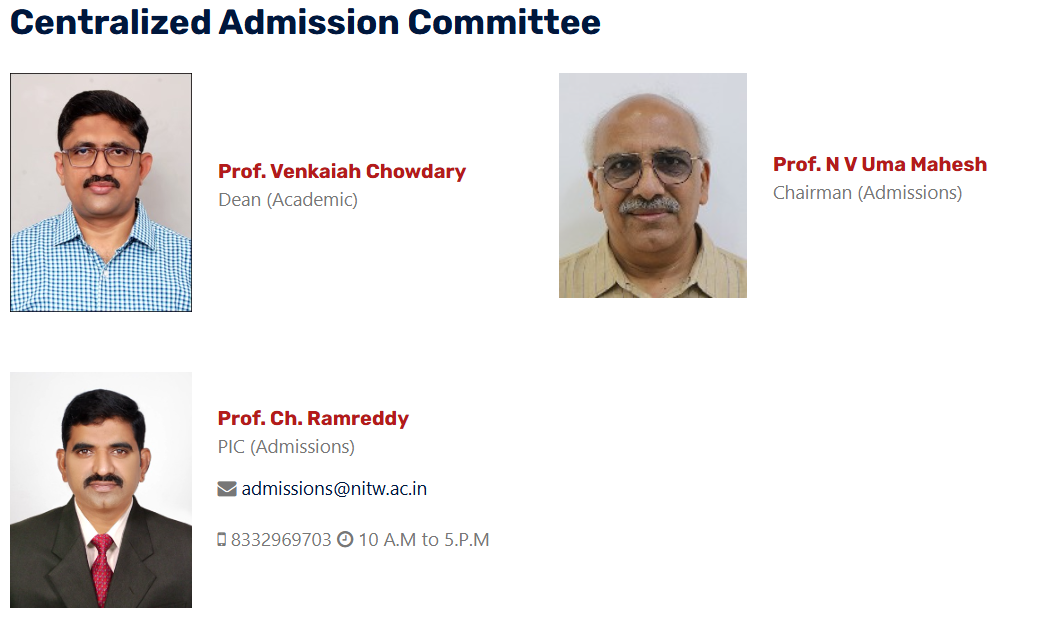 Centralized Admission Committee
Prof. Venkaiah Chowdary
Dean (Academic)
Prof. N V Uma Mahesh
Chairman (Admissions)
Prof. Ch. Ramreddy
PIC (Admissions)
admissions@nitw.ac.in
8332969703 10 A.M to 5.P.M